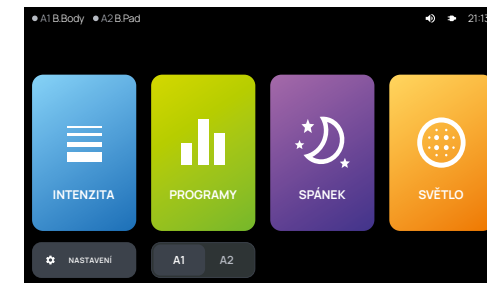 A1 B.Body A2 B.Pad 21:13
INTENZITA PROGRAMY SPÁNEK SVĚTLO
NASTAVENÍ A1 A2